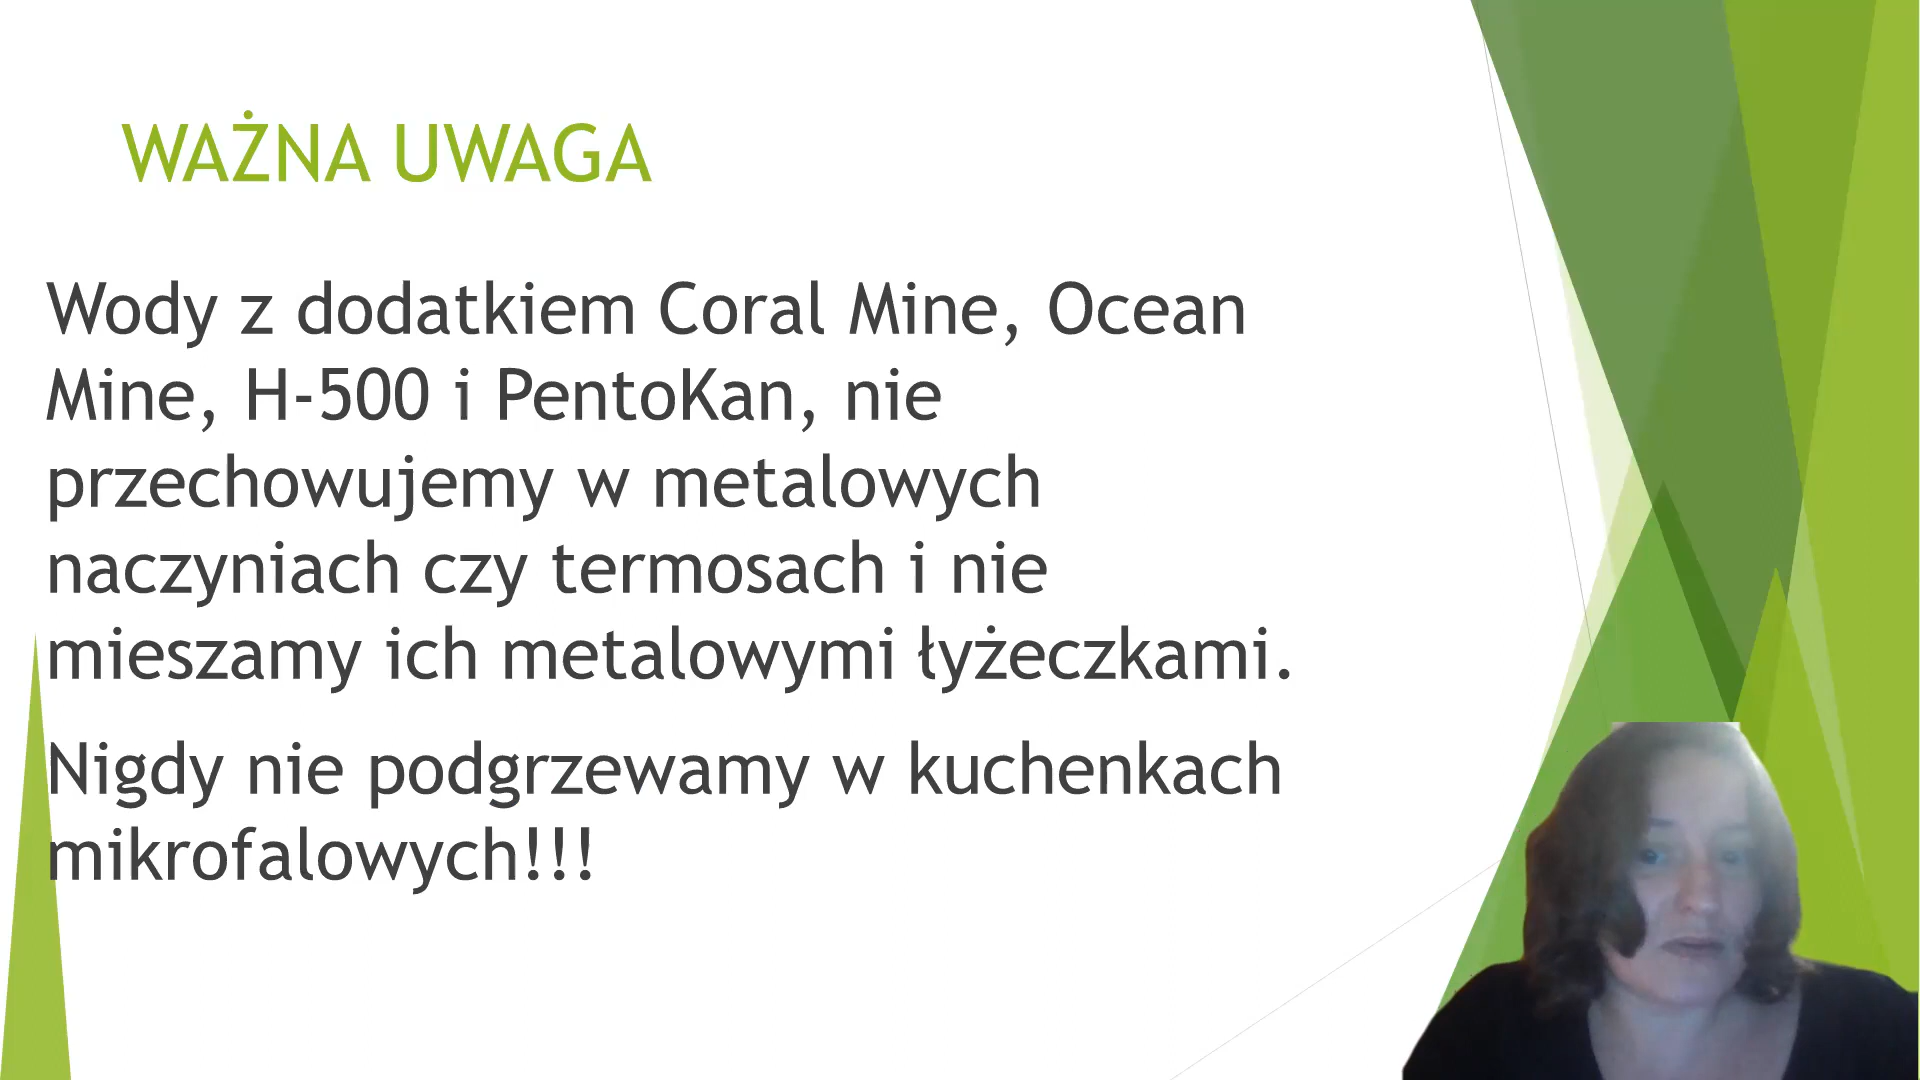 WAŻNA UWAGA
Wody z dodatkiem Coral Mine, Ocean
Mine, H-500 i PentoKan, nie
przechowujemy w metalowych
naczyniach czy termosach i nie
mieszamy ich metalowymi łyżeczkami.
Nigdy nie podgrzewamy w kuchenkach
mikrofalowych!!!